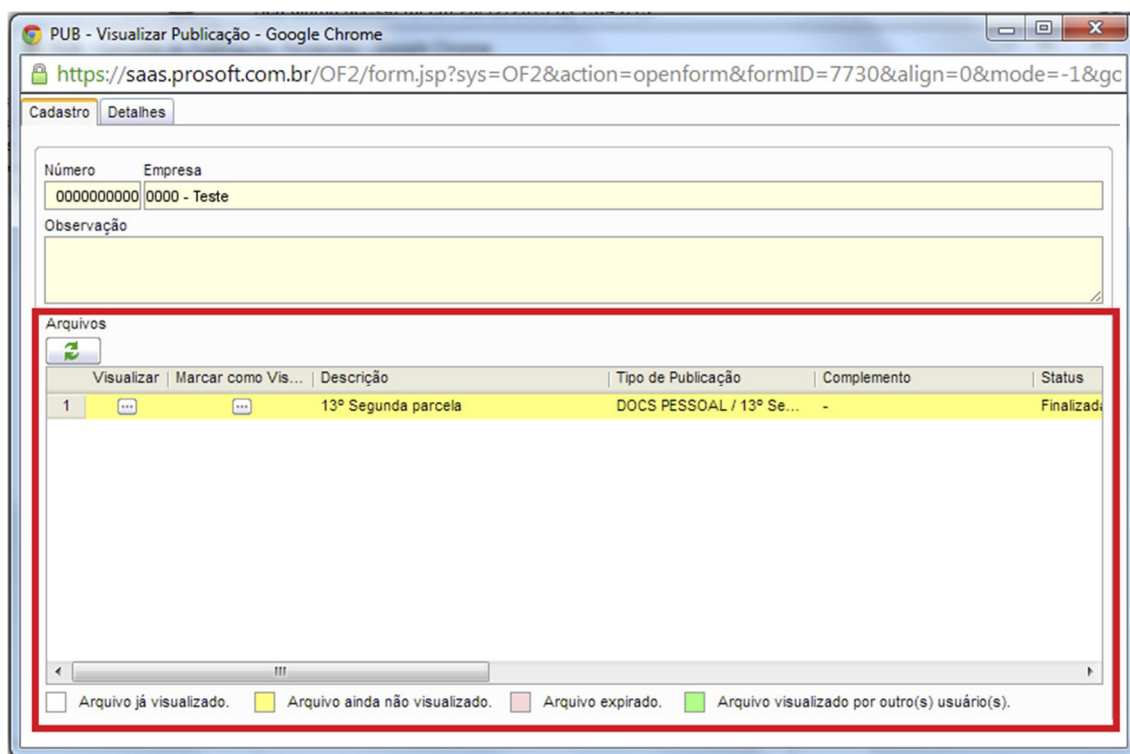 PUB - Visualizar Publicação - Google Chrome
https://saas.prosoft.com.br/OF2/form.jsp?sys=OF2&action=openform&formID=7730&align=0&mode=-1&gc
Cadastro Detalhes
Número Empresa
0000000000 0000 - Teste
Observação
Arquivos
Visualizar Marcar como Vis... Descrição Tipo de Publicação Complemento Status
1 ... ... 13º Segunda parcela DOCS PESSOAL / 13º Se... - Finalizada
Arquivo já visualizado. Arquivo ainda não visualizado. Arquivo expirado. Arquivo visualizado por outro(s) usuário(s).